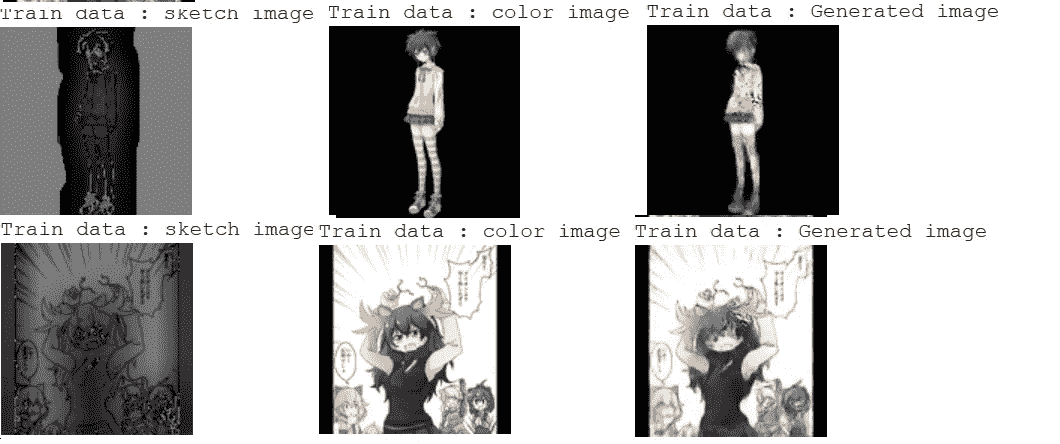 Train data : sketch image
Train data : color image
Train data : Generated image
Train data : sketch image
Train data : color image
Train data : Generated image